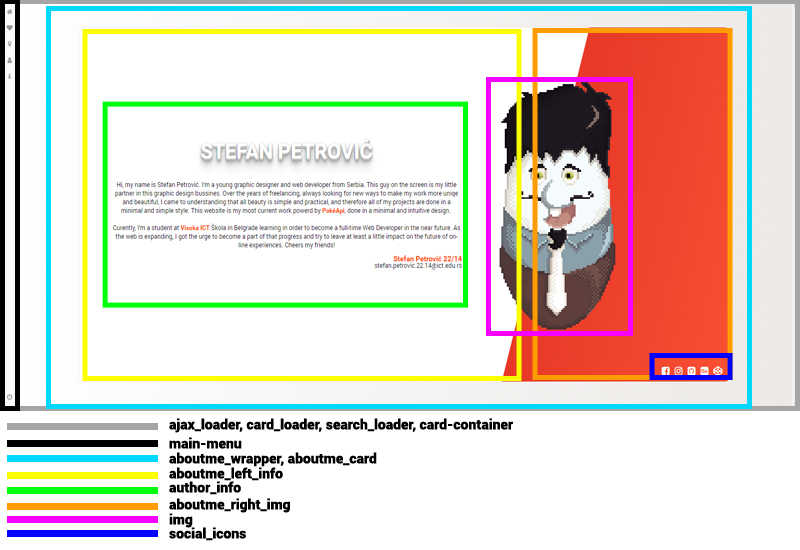 STEFAN PETROVIĆ
Hi, my name is Stefan Petrović. I'm a young graphic designer and web developer from Serbia. This guy on the screen is my little
partner in this graphic design bussines. Over the years of freelancing, always looking for new ways to make my work more uniqe
and beautiful, I came to understanding that all beauty is simple and practical, and therefore all of my projects are done in a
minimal and simple style. This website is my most current work powerd by PokéApi, done in a minimal and intuitive design.
Curently, I'm a student at Visoka ICT Škola in Belgrade learning in order to become a full-time Web Developer in the near future. As
the web is expanding, I got the urge to become a part of that progress and try to leave at least a little impact on the future of on-
line experiences. Cheers my friends!
Stefan Petrović 22/14
stefan.petrovic.22.14@ict.edu.rs
ajax_loader, card_loader, search_loader, card-container
main-menu
aboutme_wrapper, aboutme_card
aboutme_left_info
author_info
aboutme_right_img
img
social_icons